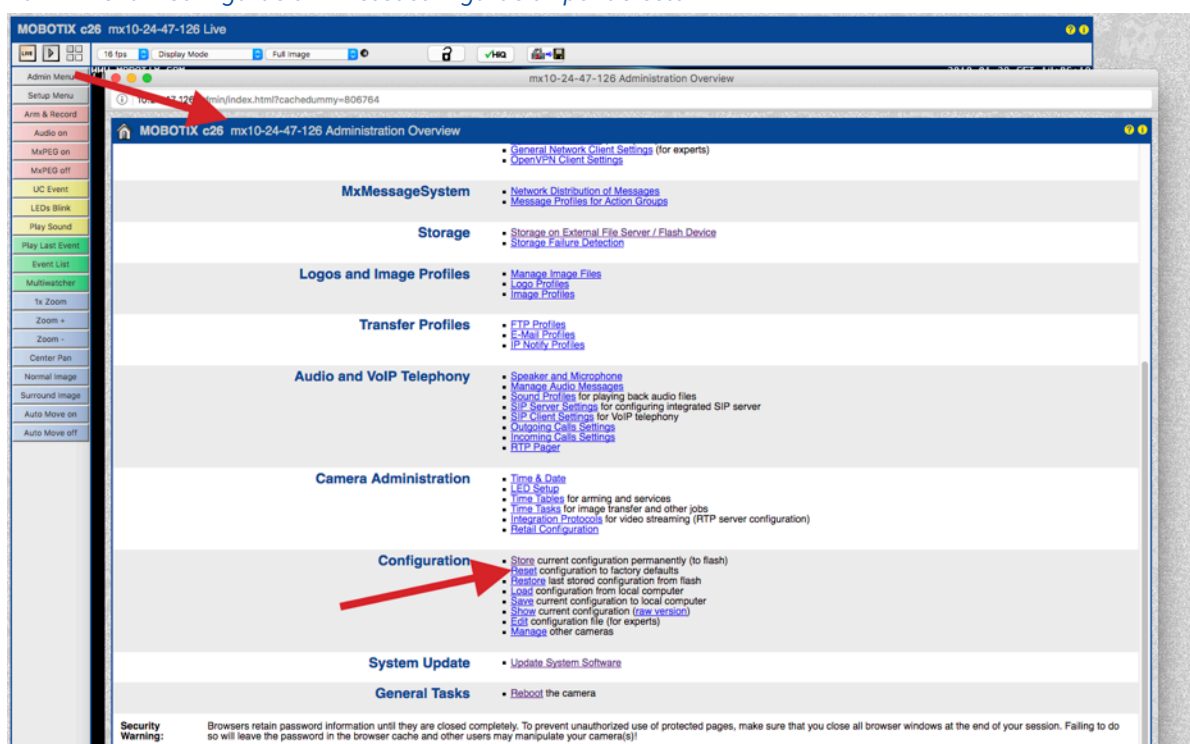 MOBOTIX c26 mx10-24-47-126 Live
16 fps Display Mode Full Image
HiQ
Admin Menu
Setup Menu
Arm & Record
Audio on
MxPEG on
MxPEG off
UC Event
LEDs Blink
Play Sound
Play Last Event
Event List
Multiwatcher
1x Zoom
Zoom +
Zoom -
Center Pan
Normal Image
Surround Image
Auto Move on
Auto Move off
mx10-24-47-126 Administration Overview
MOBOTIX c26 mx10-24-47-126 Administration Overview
General Network Client Settings (for experts)
OpenVPN Client Settings
MxMessageSystem
Network Distribution of Messages
Message Profiles for Action Groups
Storage
Storage on External File Server / Flash Device
Storage Failure Detection
Logos and Image Profiles
Manage Image Files
Logo Profiles
Image Profiles
Transfer Profiles
FTP Profiles
E-Mail Profiles
IP Notify Profiles
Audio and VoIP Telephony
Speaker and Microphone
Manage Audio Messages
Sound Profiles for playing back audio files
SIP Server Settings for configuring integrated SIP server
SIP Client Settings for VoIP telephony
Outgoing Calls Settings
Incoming Calls Settings
RTP Pager
Camera Administration
Time & Date
LED Setup
Time Tables for arming and services
Time Tasks for image transfer and other jobs
Integration Protocols for video streaming (RTP server configuration)
Retail Configuration
Configuration
Store current configuration permanently (to flash)
Reset configuration to factory defaults
Restore last stored configuration from flash
Load configuration from local computer
Save current configuration to local computer
Show current configuration (raw version)
Edit configuration file (for experts)
Manage other cameras
System Update
Update System Software
General Tasks
Reboot the camera
Security Warning:
Browsers retain password information until they are closed completely. To prevent unauthorized use of protected pages, make sure that you close all browser windows at the end of your session. Failing to do
so will leave the password in the browser cache and other users may manipulate your camera(s)!